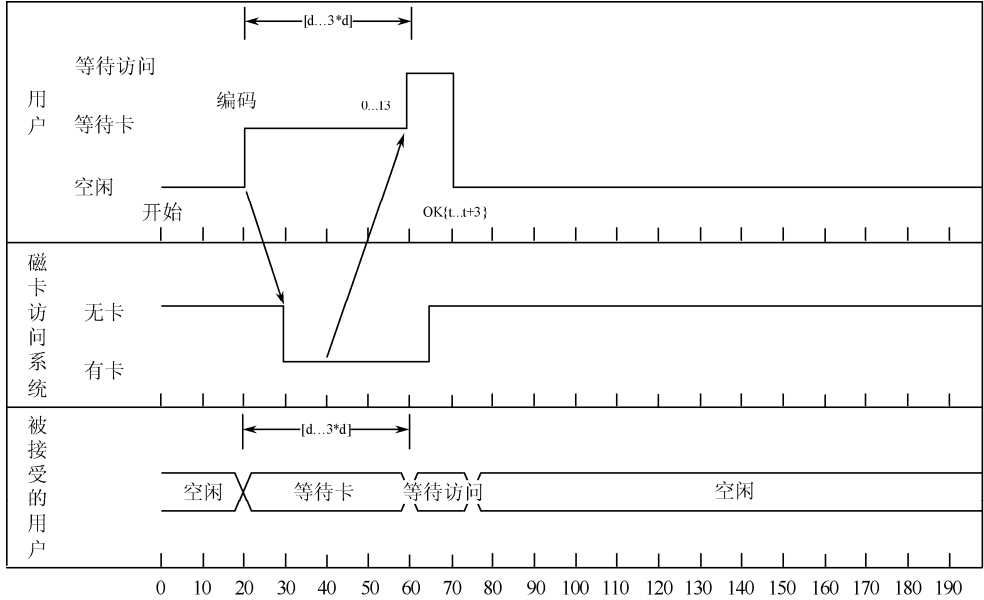 [d…3*d]
等待访问
用户
编码
0…13
等待卡
空闲
开始
OK{t…t+3}
磁卡访问系统
无卡
有卡
被接受的用户
[d…3*d]
空闲 等待卡 等待访问 空闲
0 10 20 30 40 50 60 70 80 90 100 110 120 130 140 150 160 170 180 190